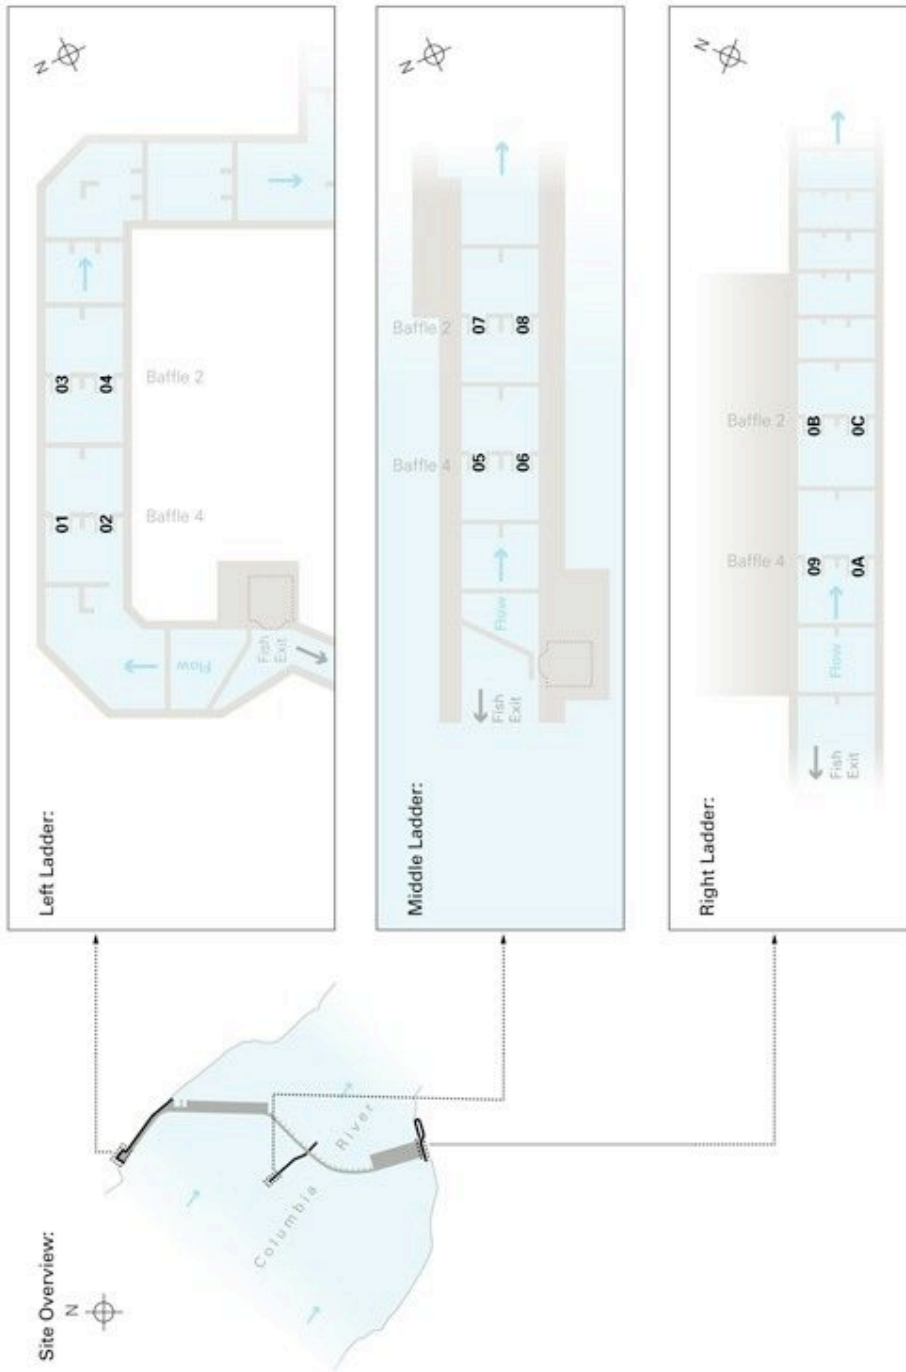 Site Overview:
N
Columbia
River
Left Ladder:
N
Fish
Exit
Flow
01
02
03
04
Baffle 4
Baffle 2
Middle Ladder:
N
Fish
Exit
Flow
Baffle 4
Baffle 2
05
06
07
08
Right Ladder:
N
Fish
Exit
Flow
Baffle 4
Baffle 2
09
0A
0B
0C